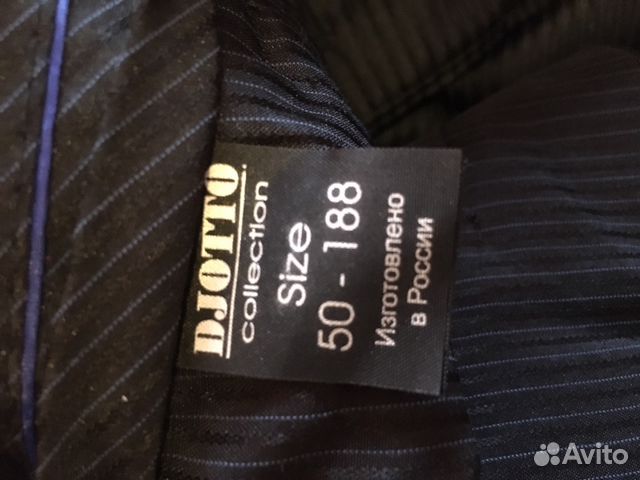 DJOTTO.
collection
Size
50 - 188
Изготовлено
в России
Avito